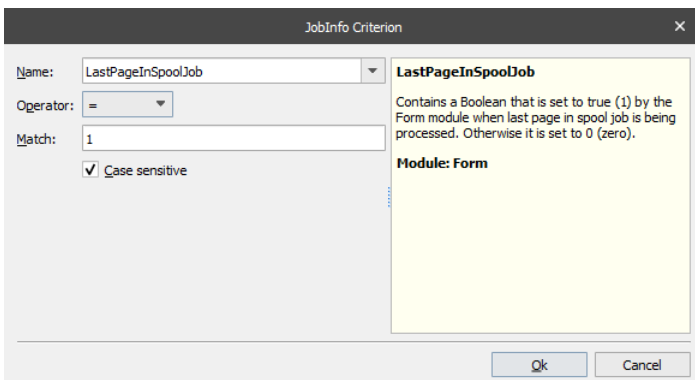 JobInfo Criterion
Name: LastPageInSpoolJob
Operator: =
Match: 1
Case sensitive
LastPageInSpoolJob
Contains a Boolean that is set to true (1) by the
Form module when last page in spool job is being
processed. Otherwise it is set to 0 (zero).
Module: Form
Ok Cancel